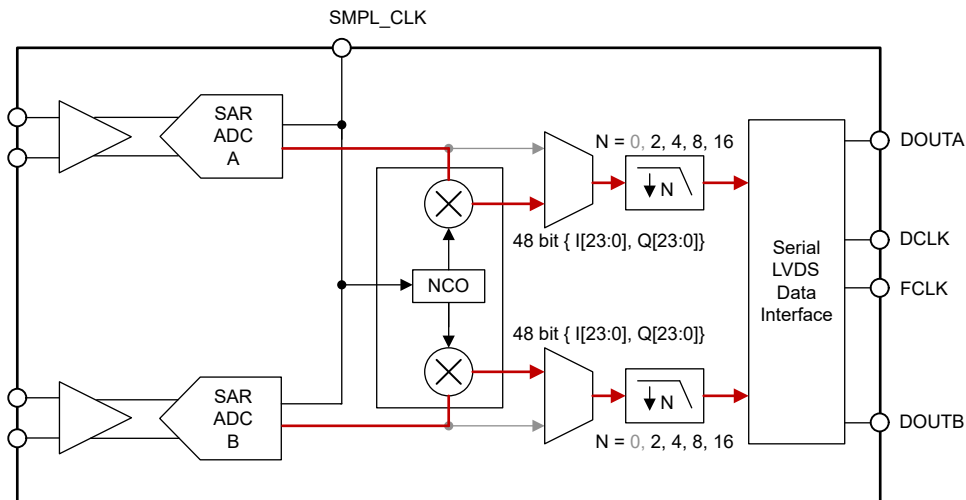 SMPL_CLK
SAR
ADC
A
N = 0, 2, 4, 8, 16
N
DOUTA
48 bit { I[23:0], Q[23:0]}
DCLK
Serial
LVDS
Data
Interface
NCO
FCLK
48 bit { I[23:0], Q[23:0]}
SAR
ADC
B
N
DOUTB
N = 0, 2, 4, 8, 16